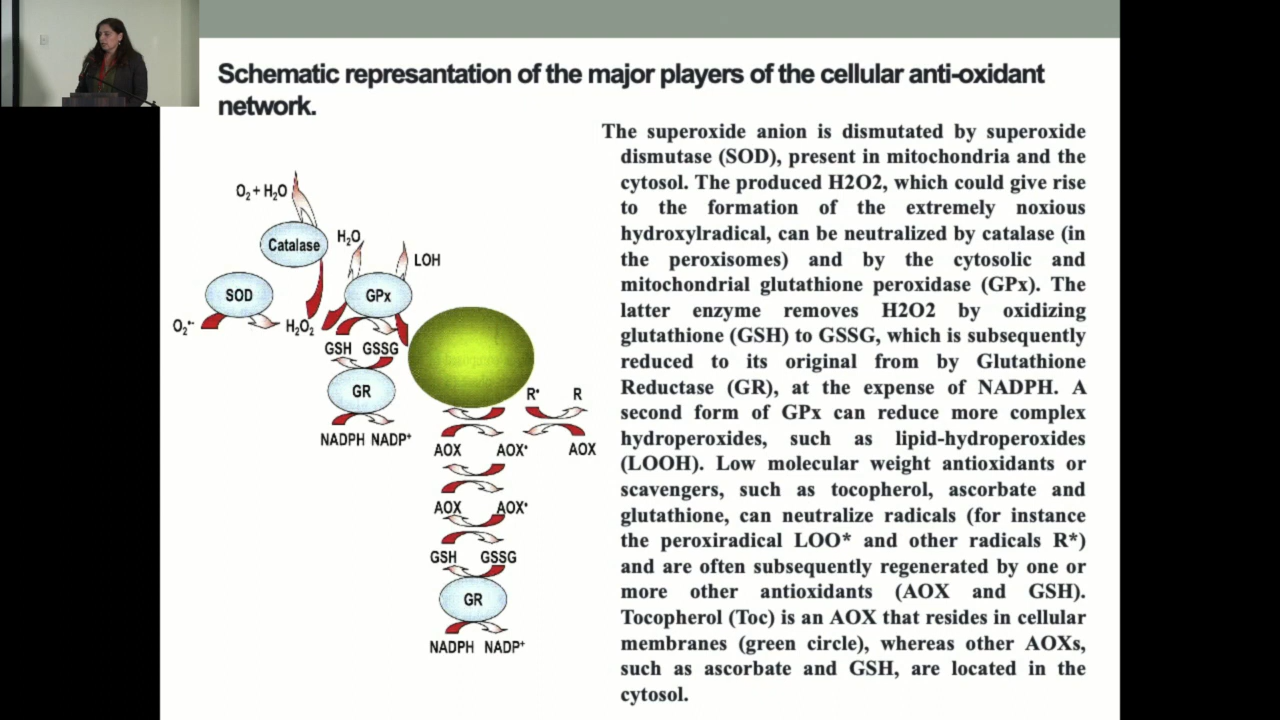 Schematic represantation of the major players of the cellular anti-oxidant
network.
The superoxide anion is dismutated by superoxide
dismutase (SOD), present in mitochondria and the
cytosol. The produced H2O2, which could give rise
to the formation of the extremely noxious
hydroxylradical, can be neutralized by catalase (in
the peroxisomes) and by the cytosolic and
mitochondrial glutathione peroxidase (GPx). The
latter enzyme removes H2O2 by oxidizing
glutathione (GSH) to GSSG, which is subsequently
reduced to its original from by Glutathione
Reductase (GR), at the expense of NADPH. A
second form of GPx can reduce more complex
hydroperoxides, such as lipid-hydroperoxides
(LOOH). Low molecular weight antioxidants or
scavengers, such as tocopherol, ascorbate and
glutathione, can neutralize radicals (for instance
the peroxiradical LOO* and other radicals R*)
and are often subsequently regenerated by one or
more other antioxidants (AOX and GSH).
Tocopherol (Toc) is an AOX that resides in cellular
membranes (green circle), whereas other AOXs,
such as ascorbate and GSH, are located in the
cytosol.
O₂ + H₂O
Catalase
H₂O
LOH
SOD
GPx
O₂•-
H₂O₂
GSH GSSG
GR
R• R
NADPH NADP⁺
AOX AOX• AOX
AOX AOX•
GSH GSSG
GR
NADPH NADP⁺